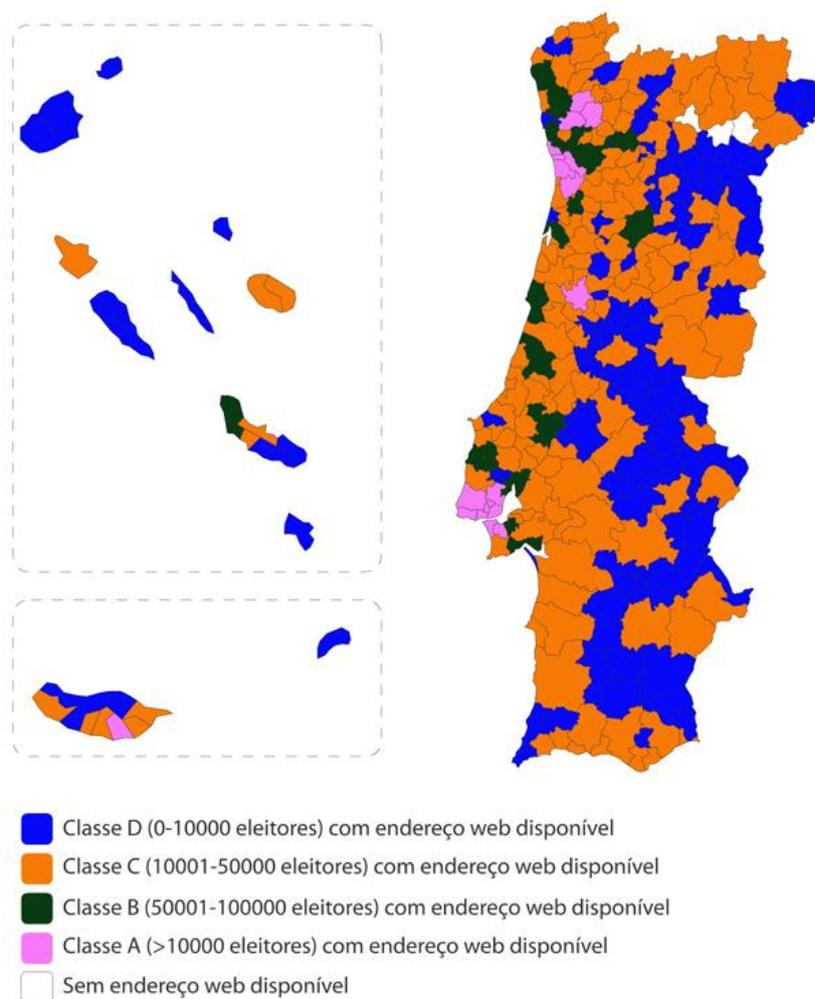 Classe D (0-10000 eleitores) com endereço web disponível
Classe C (10001-50000 eleitores) com endereço web disponível
Classe B (50001-100000 eleitores) com endereço web disponível
Classe A (>10000 eleitores) com endereço web disponível
Sem endereço web disponível